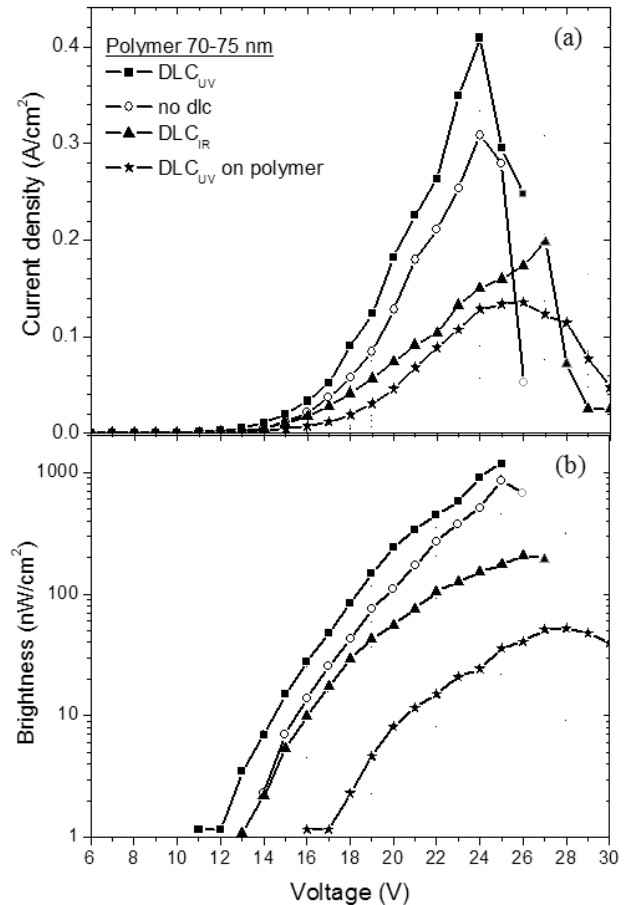 (a)
Polymer 70-75 nm
DLC_UV
no dlc
DLC_IR
DLC_UV on polymer
Current density (A/cm²)
0.4
0.3
0.2
0.1
0.0
(b)
Brightness (nW/cm²)
1000
100
10
1
6 8 10 12 14 16 18 20 22 24 26 28 30
Voltage (V)